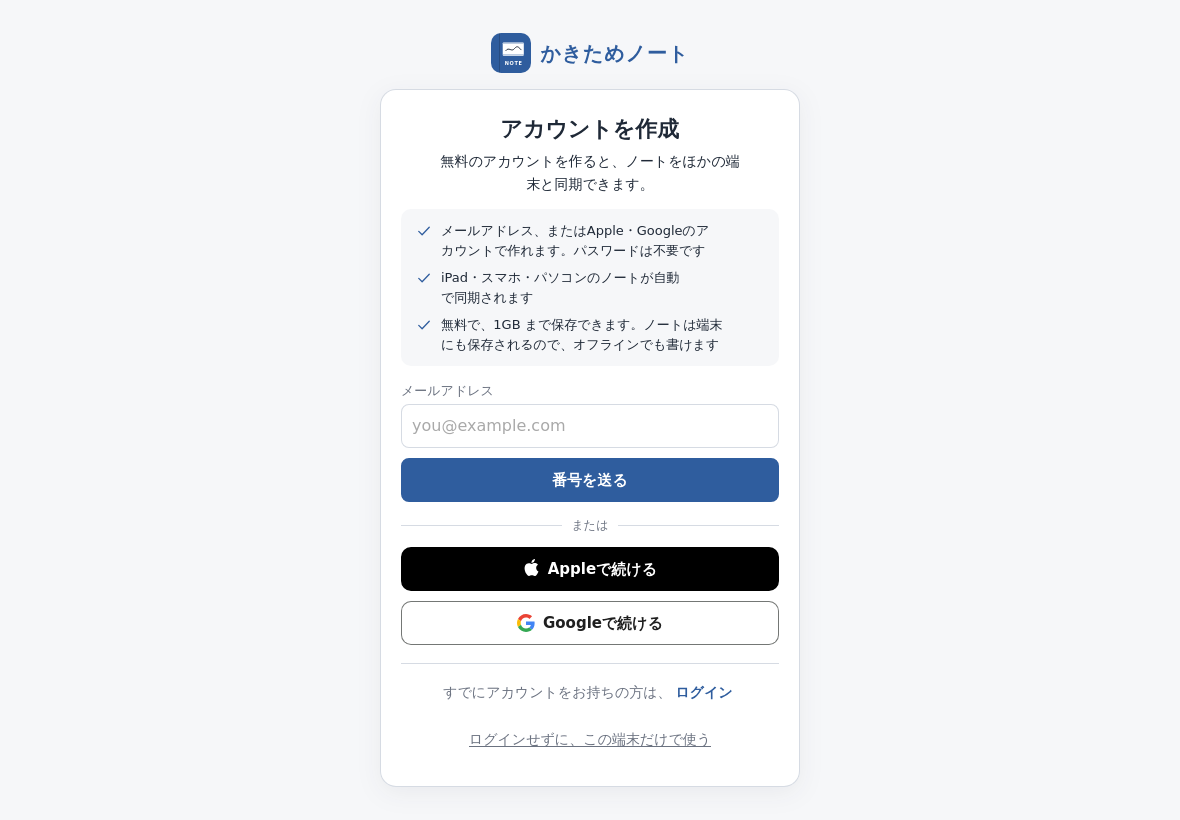 NOTE
かきためノート
アカウントを作成
無料のアカウントを作ると、ノートをほかの端
末と同期できます。
メールアドレス、またはApple・Googleのア
カウントで作れます。パスワードは不要です
iPad・スマホ・パソコンのノートが自動
で同期されます
無料で、1GB まで保存できます。ノートは端末
にも保存されるので、オフラインでも書けます
メールアドレス
you@example.com
番号を送る
または
Appleで続ける
Googleで続ける
すでにアカウントをお持ちの方は、 ログイン
ログインせずに、この端末だけで使う